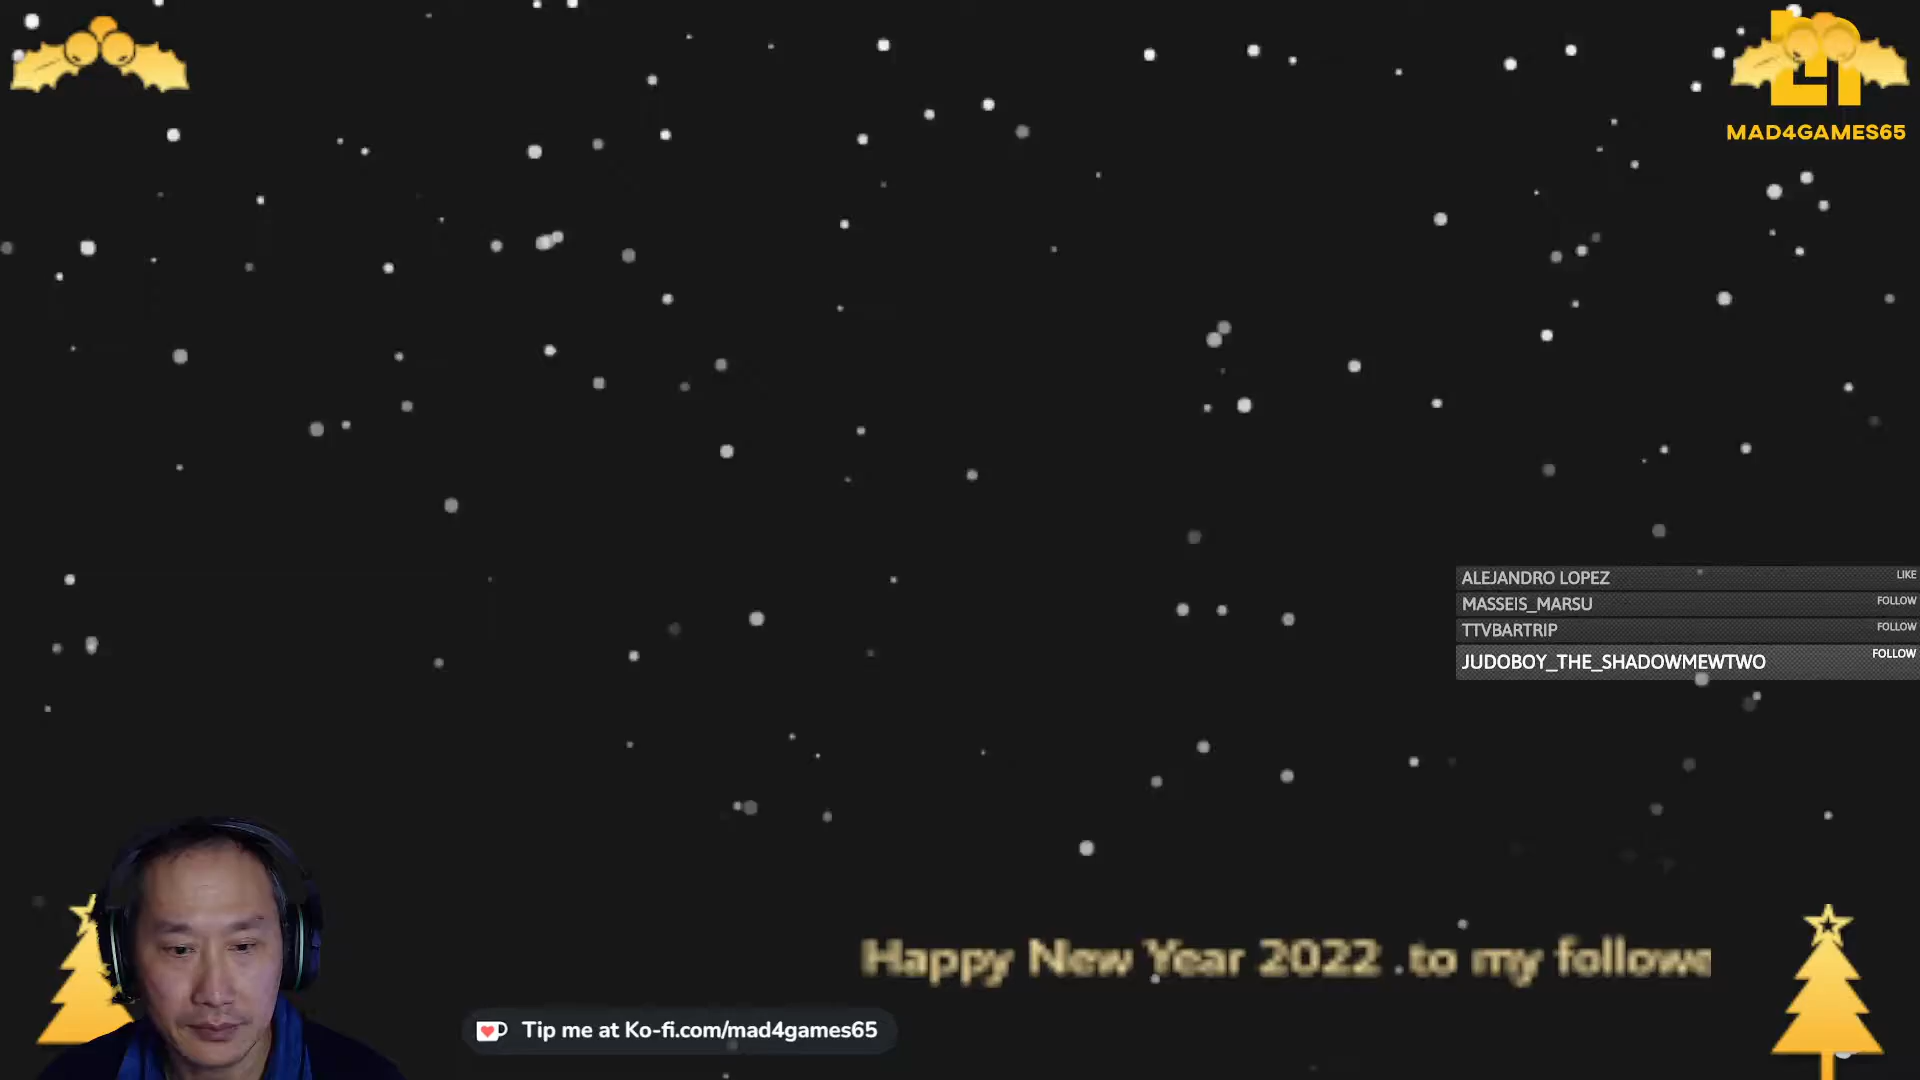 MAD4GAMES65
ALEJANDRO LOPEZ LIKE
MASSEIS_MARSU FOLLOW
TTVBARTRIP FOLLOW
JUDOBOY_THE_SHADOWMEWTWO FOLLOW
Happy New Year 2022 .to my followe
Tip me at Ko-fi.com/mad4games65